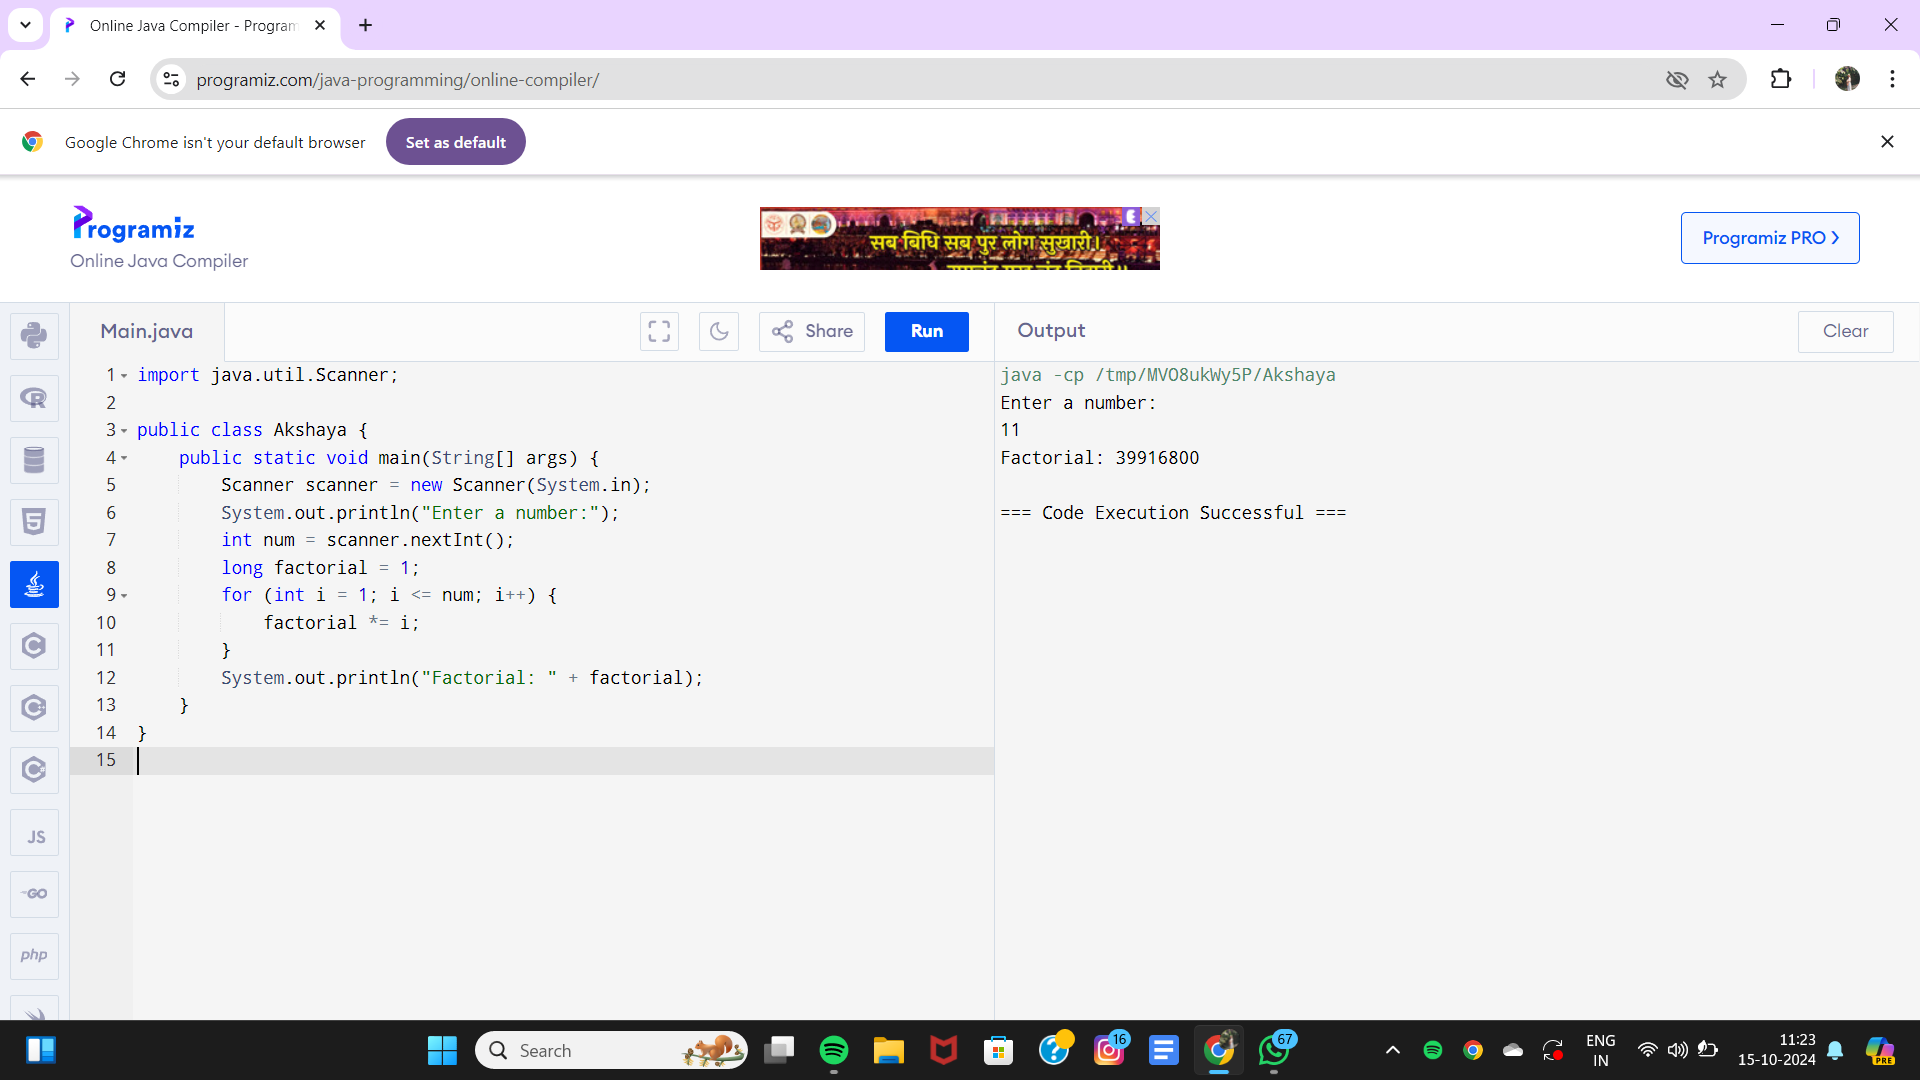 Online Java Compiler - Program
programiz.com/java-programming/online-compiler/
Google Chrome isn't your default browser
Set as default
Programiz
Online Java Compiler
सब बिधि सब पुर लोग सुखारी।
Programiz PRO
Main.java
Share
Run
Output
Clear
1 import java.util.Scanner;
2
3 public class Akshaya {
4 public static void main(String[] args) {
5 Scanner scanner = new Scanner(System.in);
6 System.out.println("Enter a number:");
7 int num = scanner.nextInt();
8 long factorial = 1;
9 for (int i = 1; i <= num; i++) {
10 factorial *= i;
11 }
12 System.out.println("Factorial: " + factorial);
13 }
14 }
15
java -cp /tmp/MVO8ukWy5P/Akshaya
Enter a number:
11
Factorial: 39916800
=== Code Execution Successful ===
JS
GO
php
Search
16
67
ENG
IN
11:23
15-10-2024
PRE